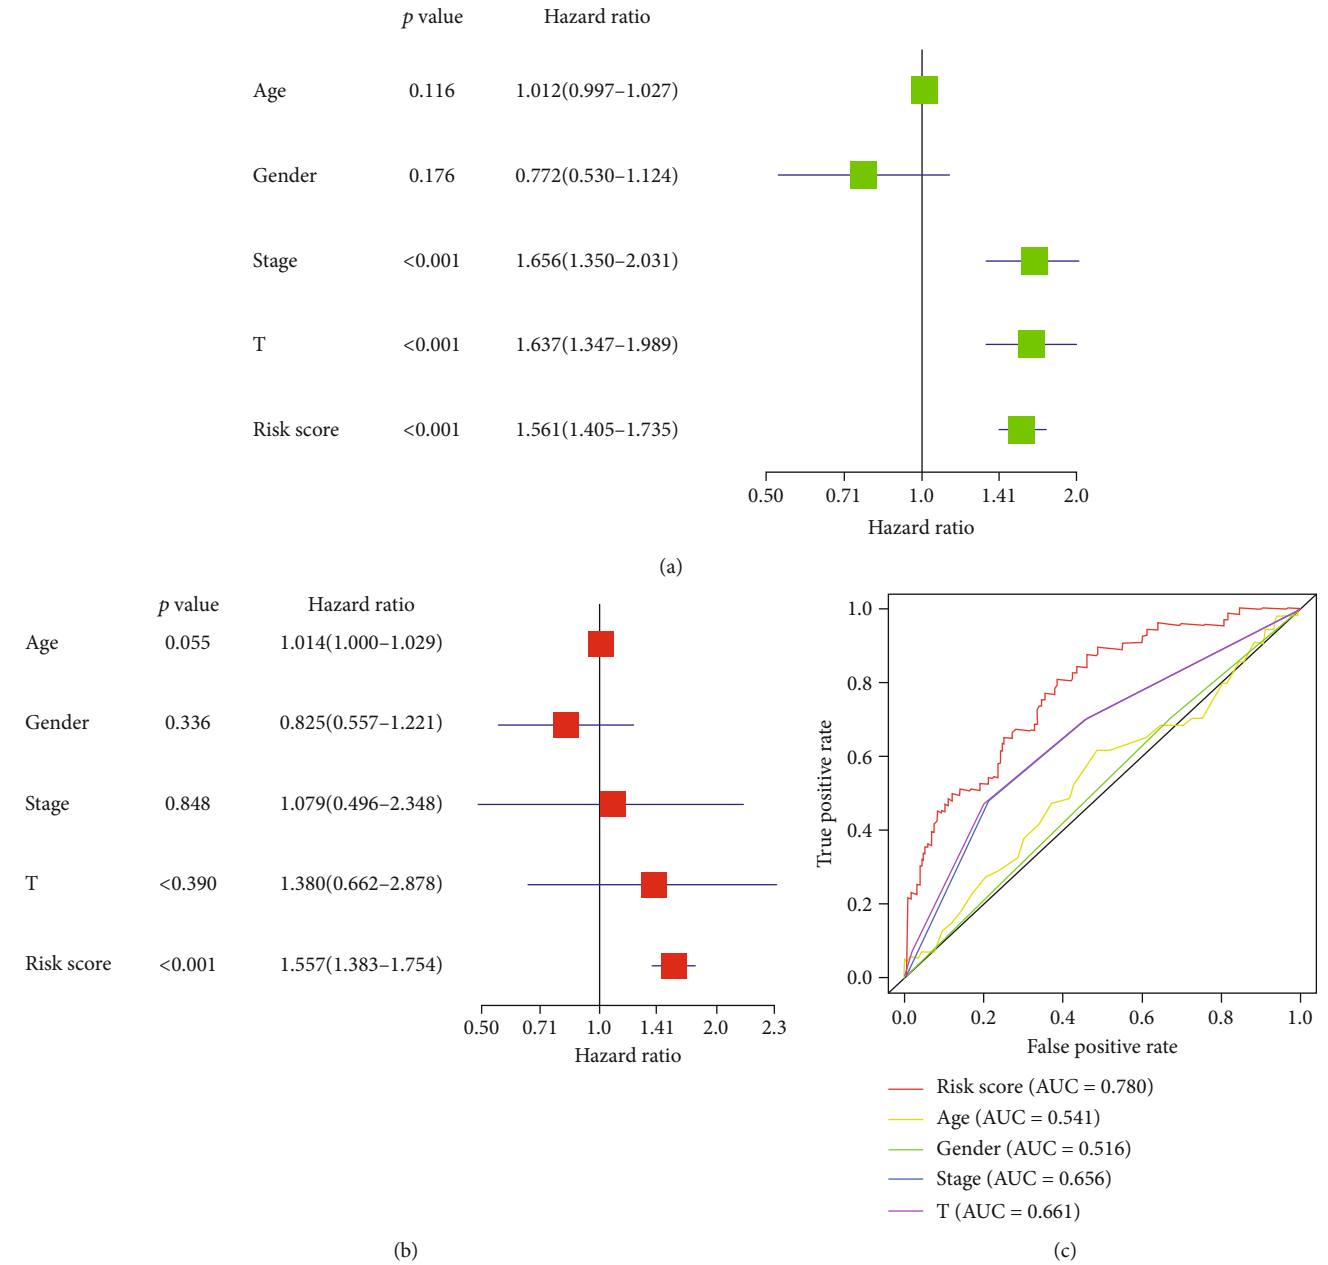 p value Hazard ratio
Age 0.116 1.012(0.997–1.027)
Gender 0.176 0.772(0.530–1.124)
Stage <0.001 1.656(1.350–2.031)
T <0.001 1.637(1.347–1.989)
Risk score <0.001 1.561(1.405–1.735)
0.50 0.71 1.0 1.41 2.0
Hazard ratio
(a)
p value Hazard ratio
Age 0.055 1.014(1.000–1.029)
Gender 0.336 0.825(0.557–1.221)
Stage 0.848 1.079(0.496–2.348)
T <0.390 1.380(0.662–2.878)
Risk score <0.001 1.557(1.383–1.754)
0.50 0.71 1.0 1.41 2.0 2.3
Hazard ratio
(b)
True positive rate
1.0
0.8
0.6
0.4
0.2
0.0
0.0 0.2 0.4 0.6 0.8 1.0
False positive rate
Risk score (AUC = 0.780)
Age (AUC = 0.541)
Gender (AUC = 0.516)
Stage (AUC = 0.656)
T (AUC = 0.661)
(c)